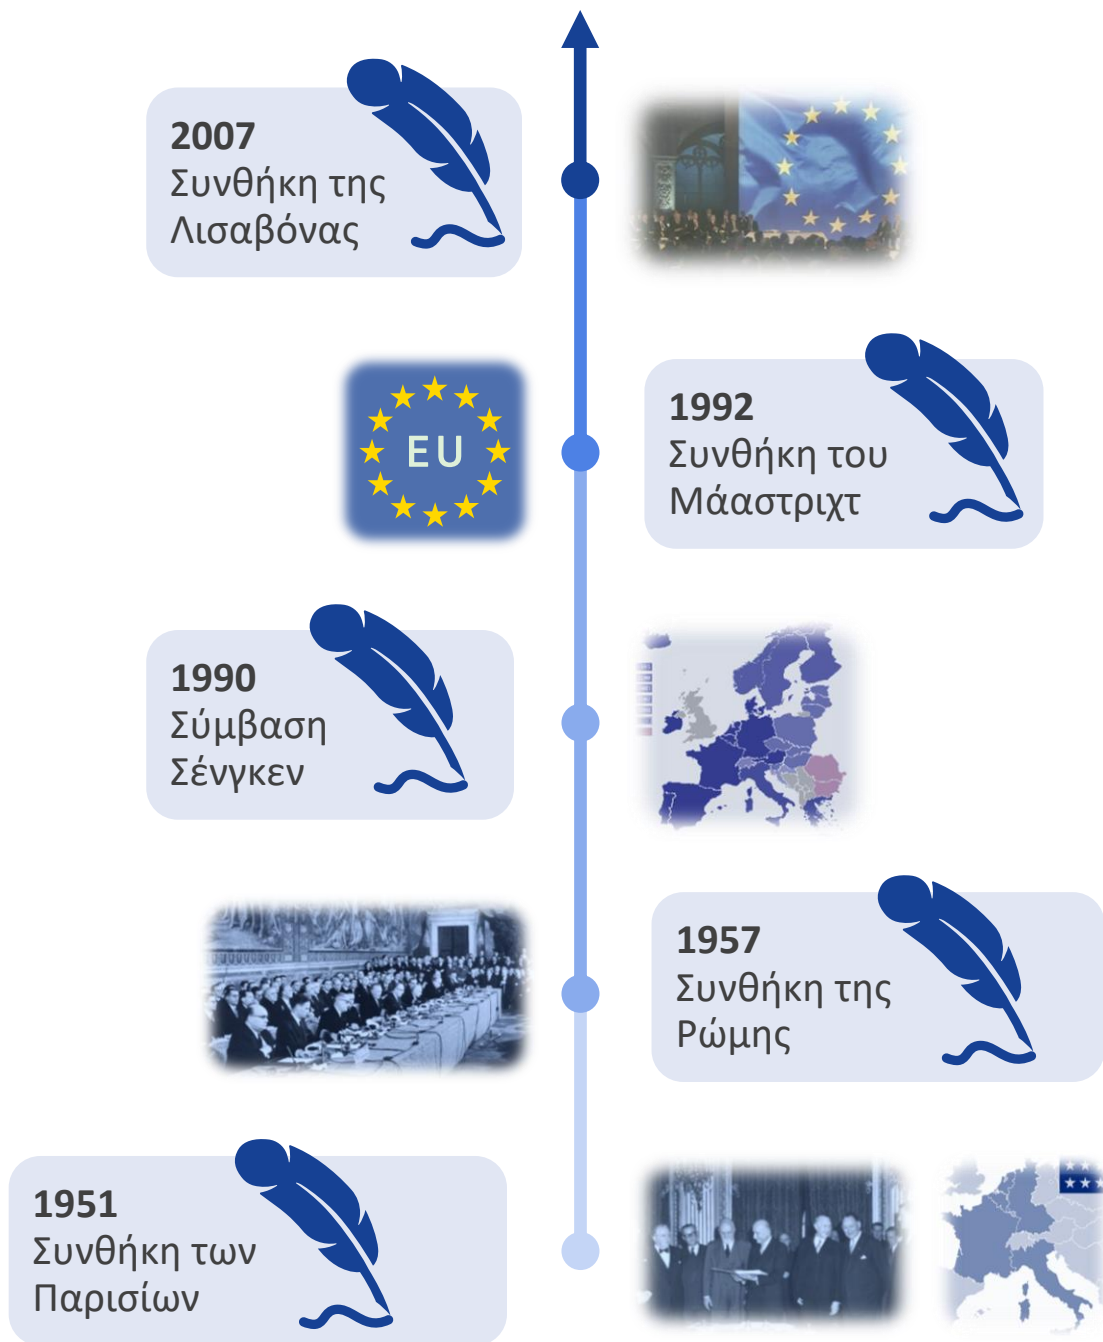 2007
Συνθήκη της
Λισαβόνας
EU
1992
Συνθήκη του
Μάαστριχτ
1990
Σύμβαση
Σένγκεν
1957
Συνθήκη της
Ρώμης
1951
Συνθήκη των
Παρισίων